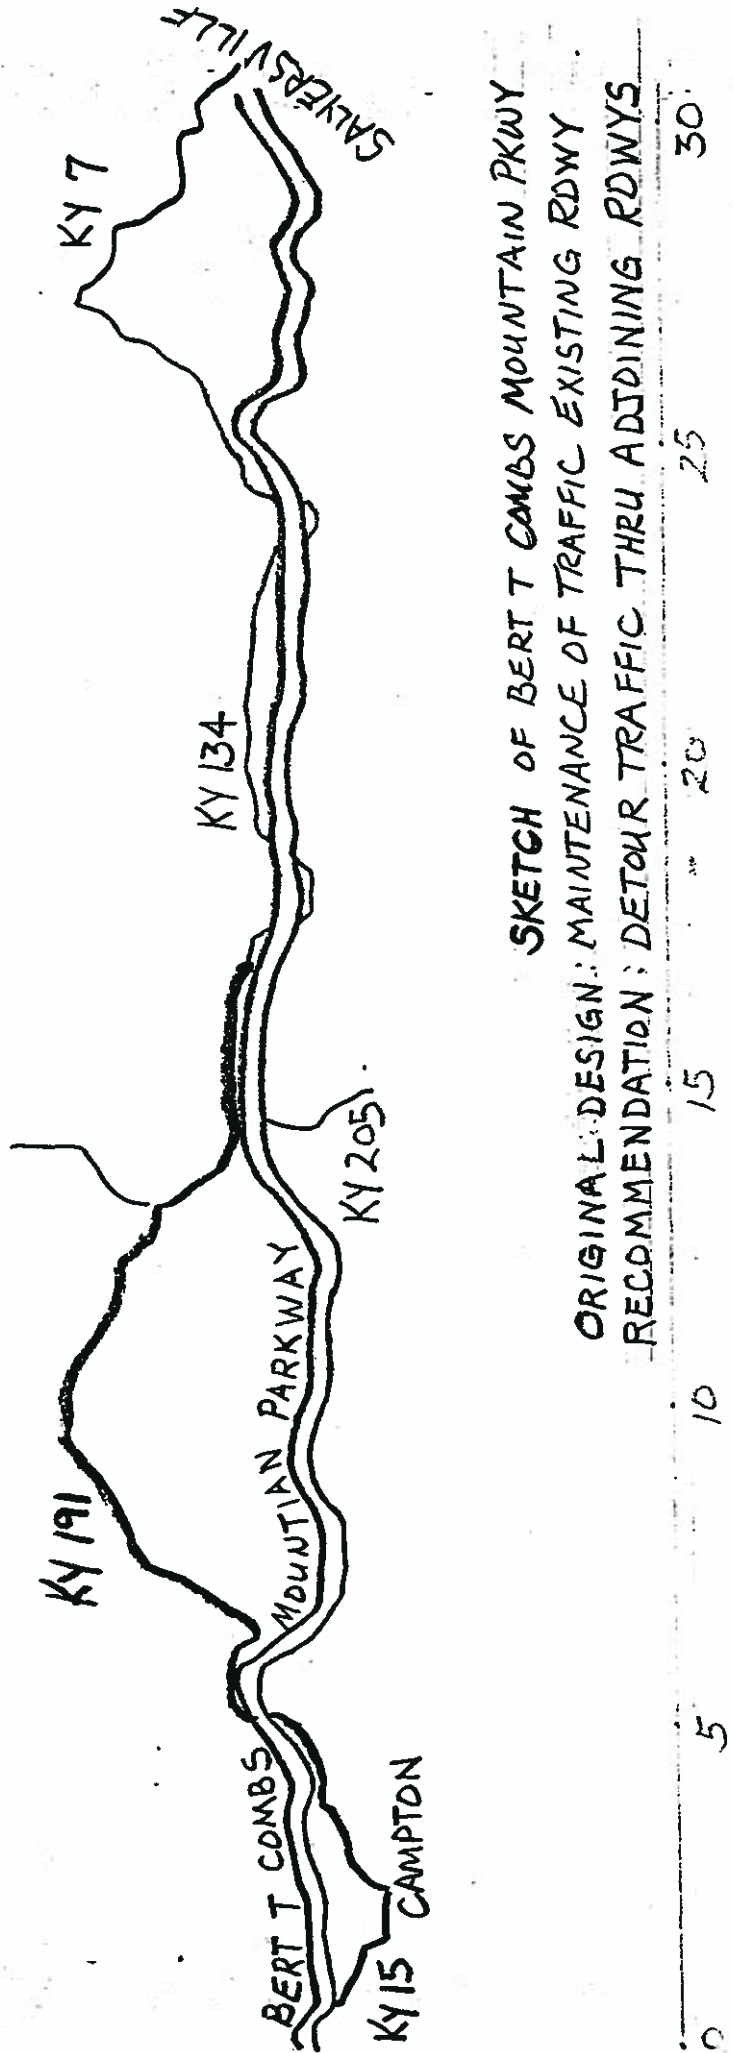 SALYERSVILLE
KY 7
KY 134
KY 205
KY 191
BERT T COMBS MOUNTIAN PARKWAY
KY 15
CAMPTON
SKETCH OF BERT T COMBS MOUNTAIN PKWY
ORIGINAL DESIGN: MAINTENANCE OF TRAFFIC EXISTING RDWY
RECOMMENDATION: DETOUR TRAFFIC THRU ADJOINING RDWYS
0 5 10 15 20 25 30